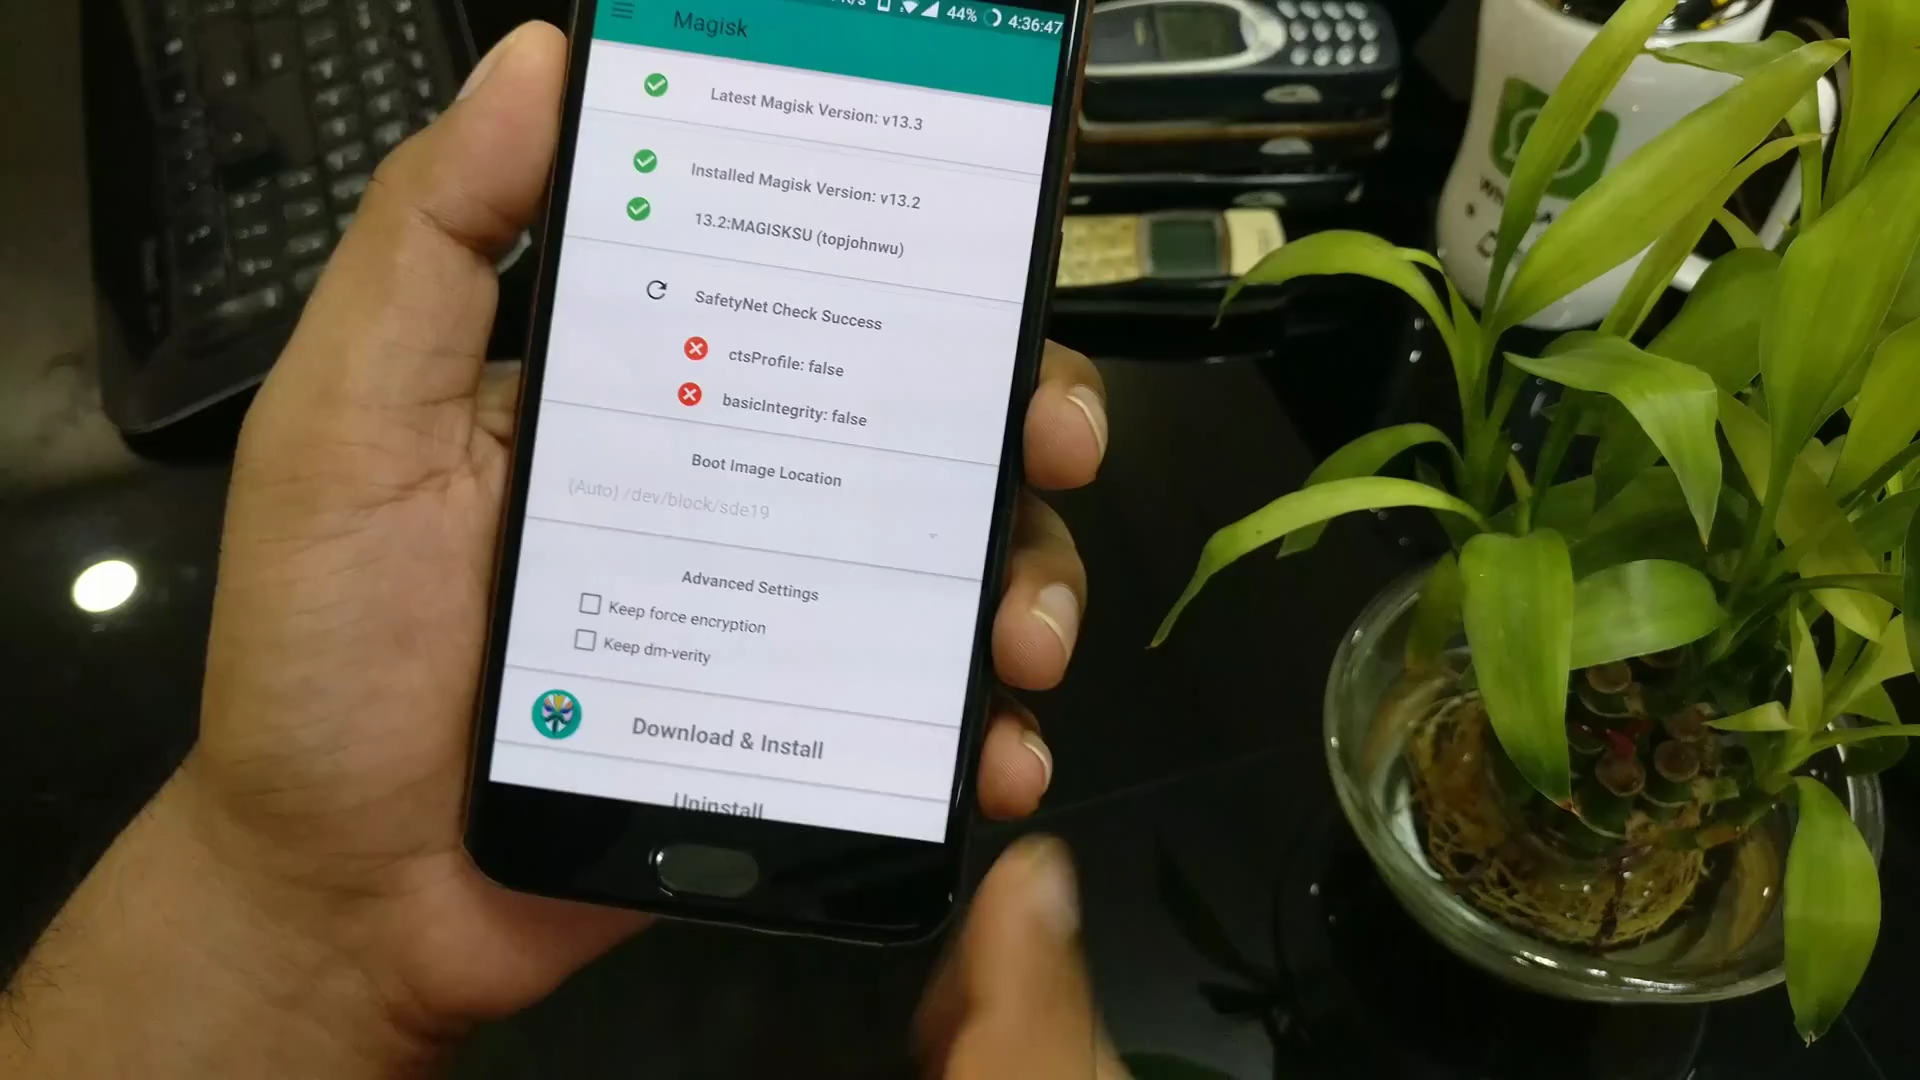 44% 4:36:47
Magisk
Latest Magisk Version: v13.3
Installed Magisk Version: v13.2
13.2:MAGISKSU (topjohnwu)
SafetyNet Check Success
ctsProfile: false
basicIntegrity: false
Boot Image Location
(Auto) /dev/block/sde19
Advanced Settings
Keep force encryption
Keep dm-verity
Download & Install
Uninstall